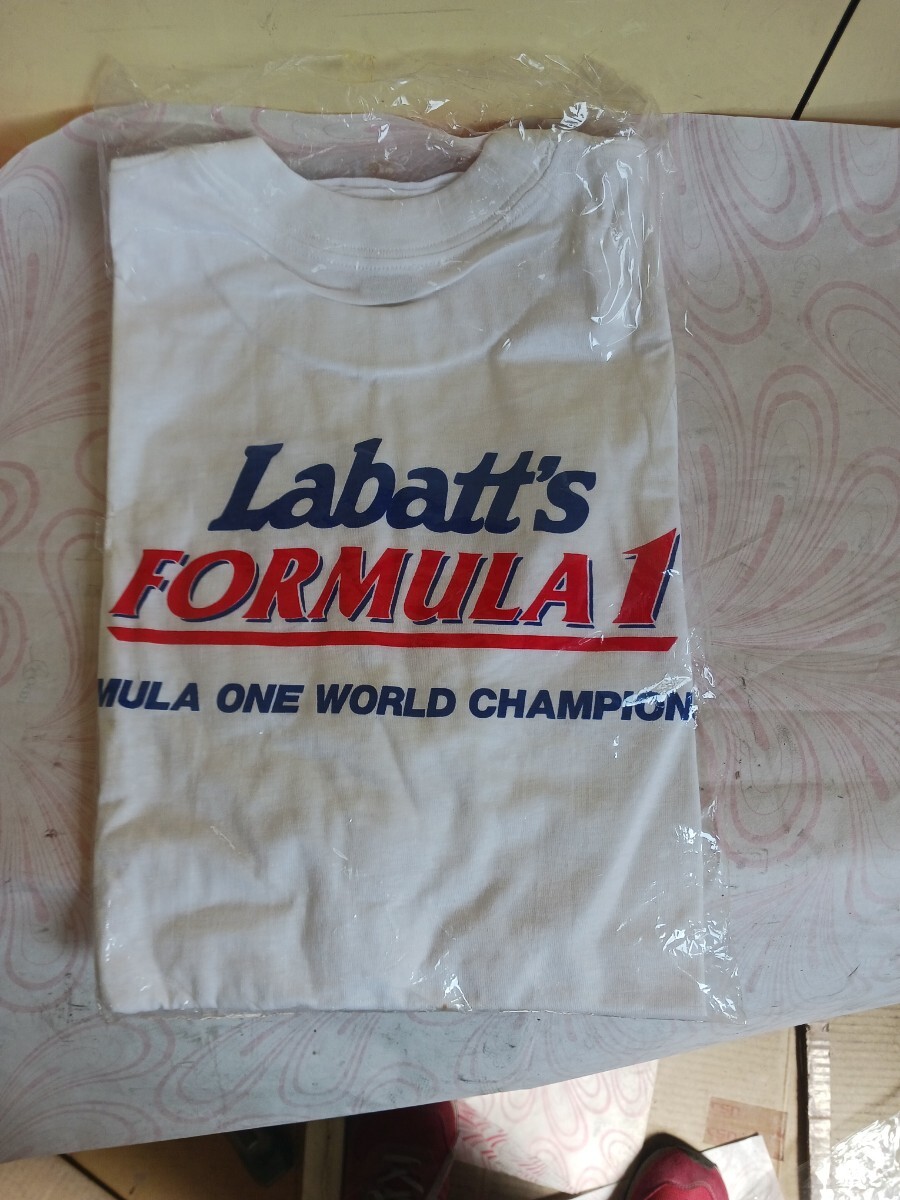 Labatt's
FORMULA 1
MULA ONE WORLD CHAMPION